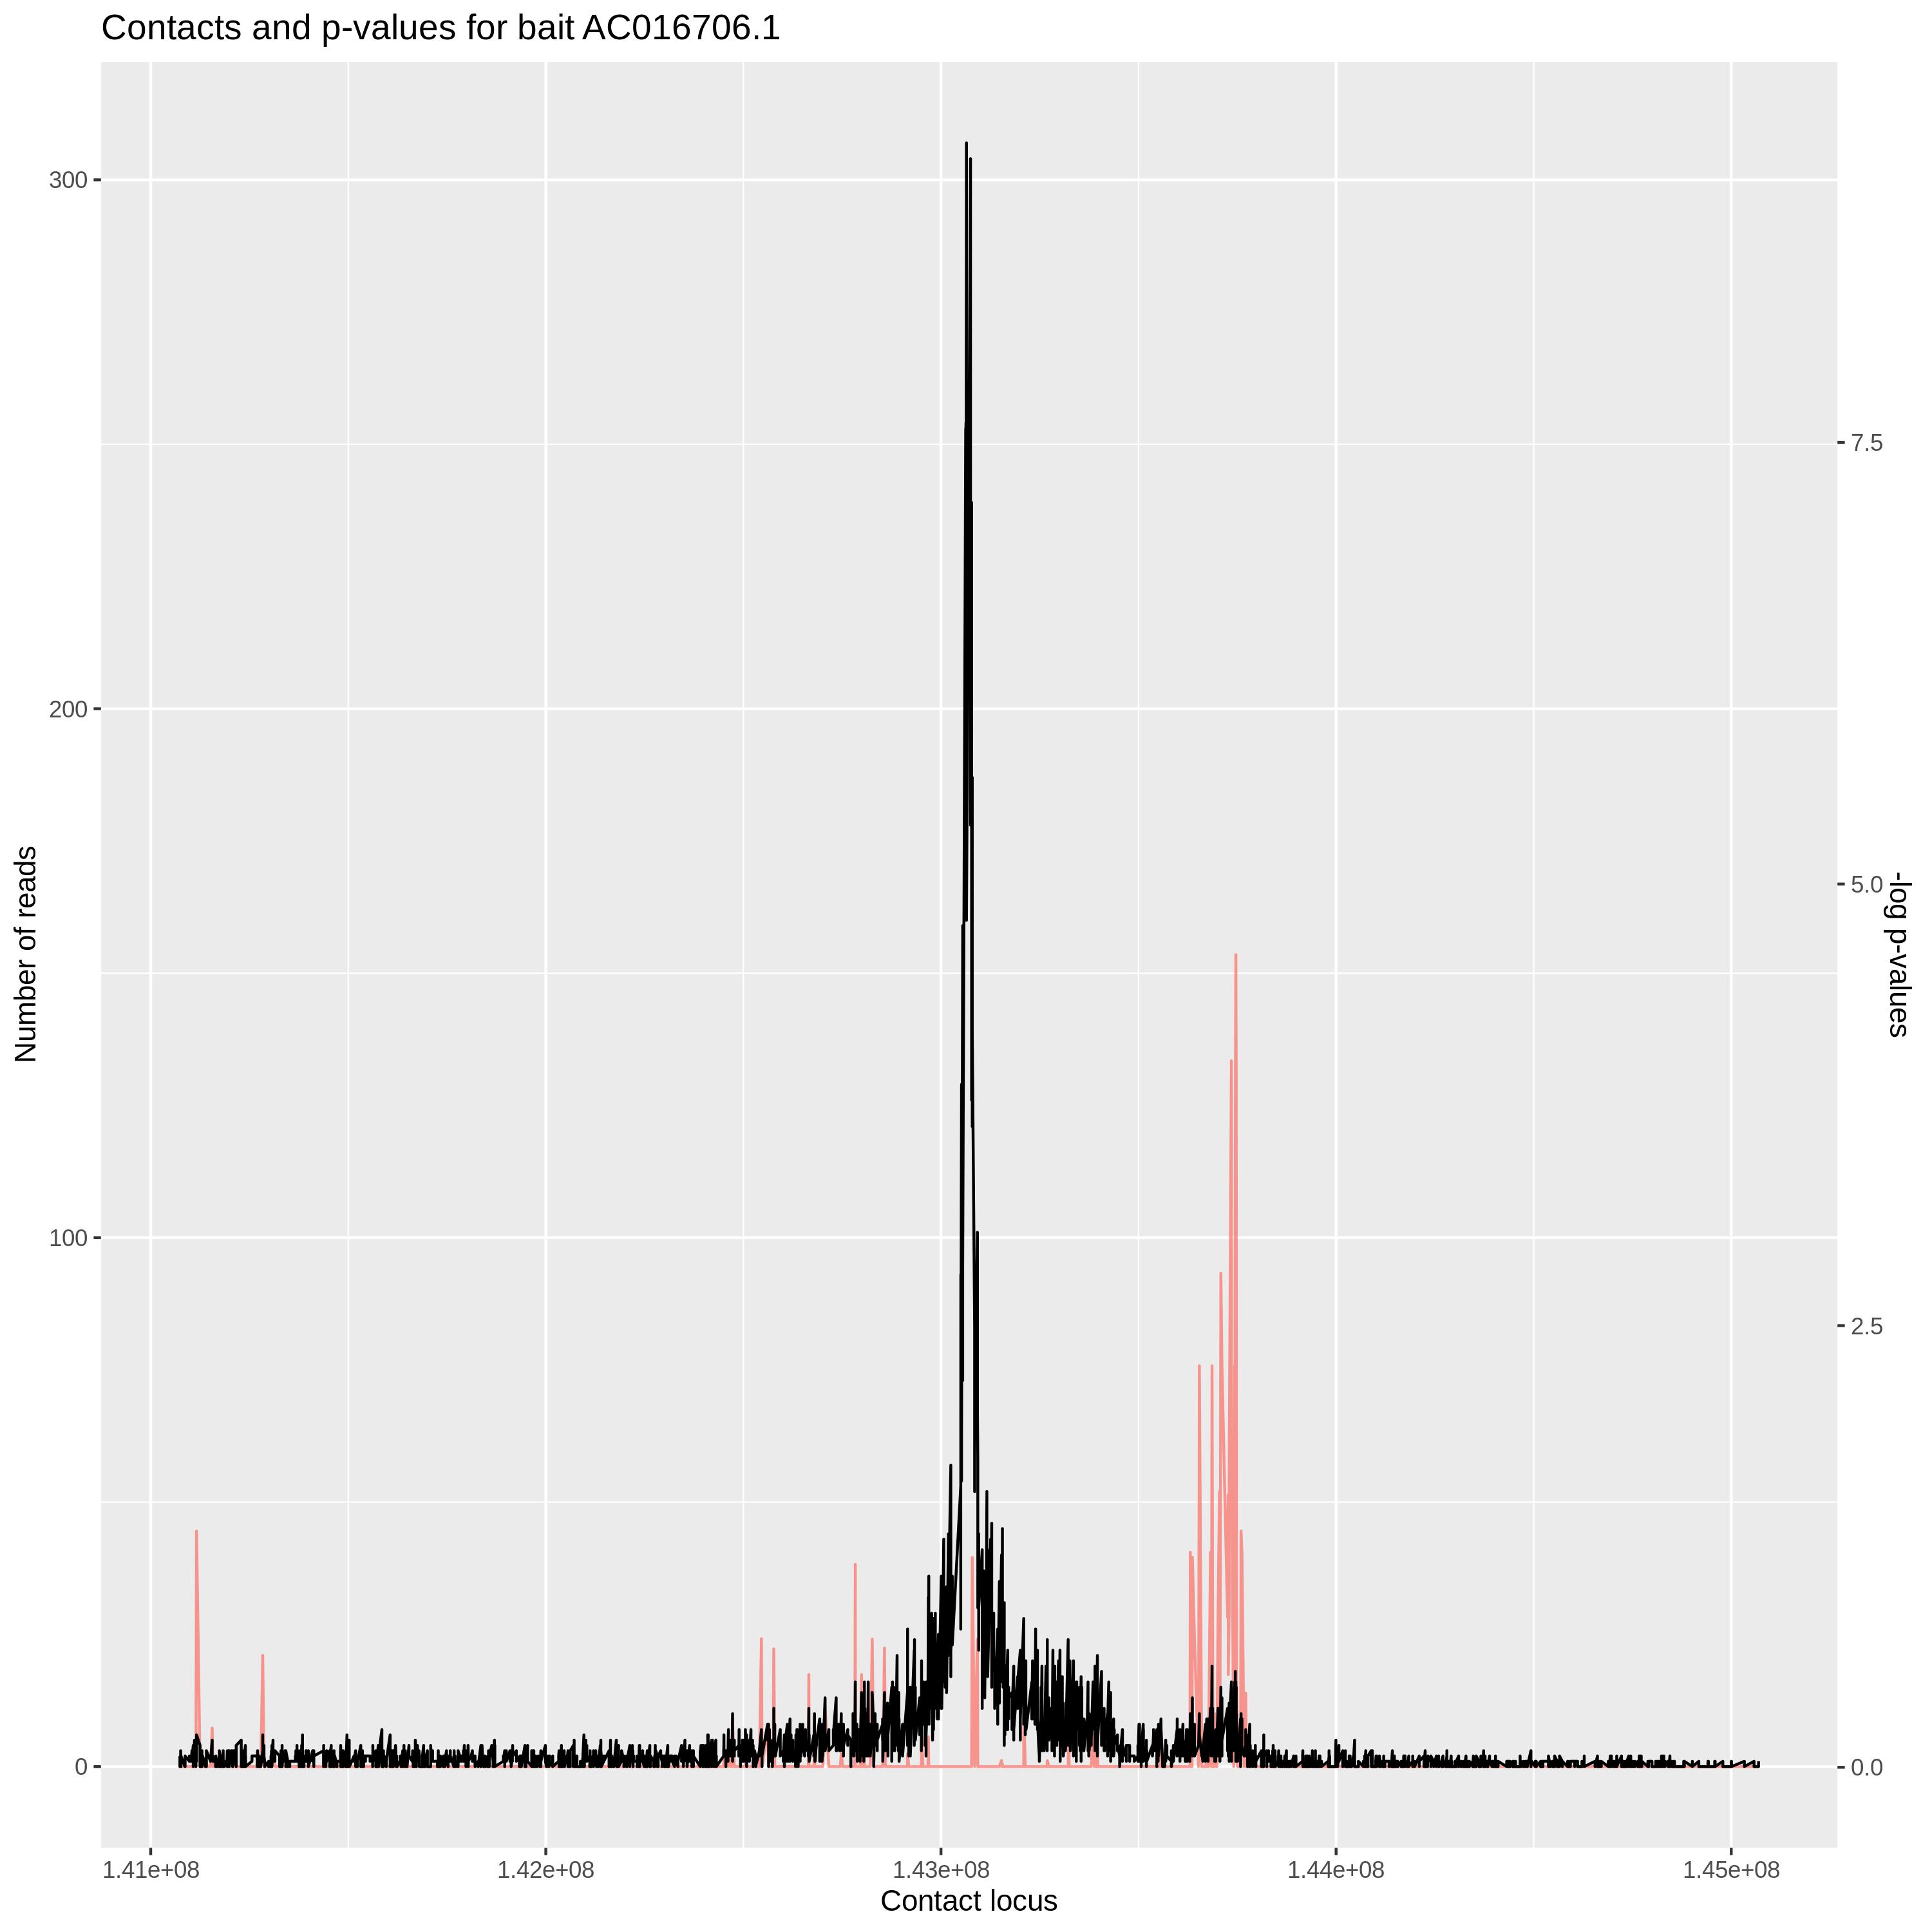 Contacts and p-values for bait AC016706.1
300
200
100
0
Number of reads
7.5
5.0
2.5
0.0
-log p-values
1.41e+08
1.42e+08
1.43e+08
1.44e+08
1.45e+08
Contact locus